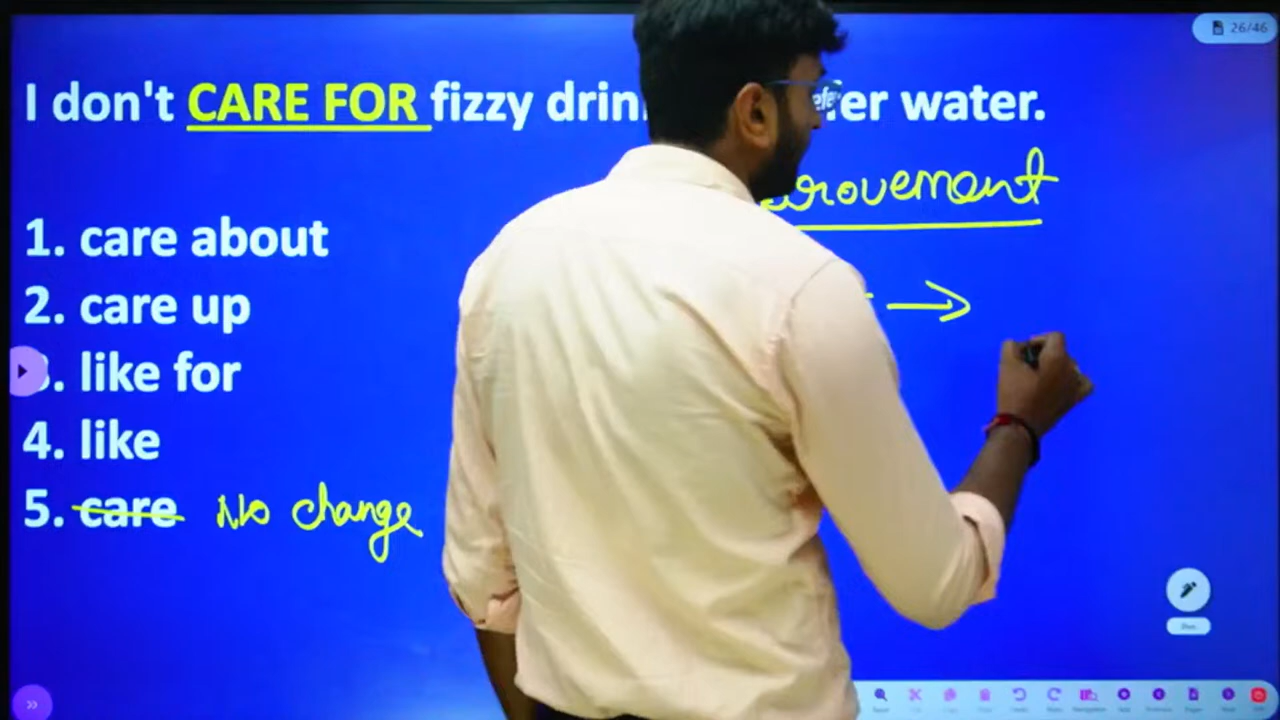 26/46
I don't CARE FOR fizzy drin er water.
rovement
1. care about
2. care up
3. like for
4. like
5. care No change